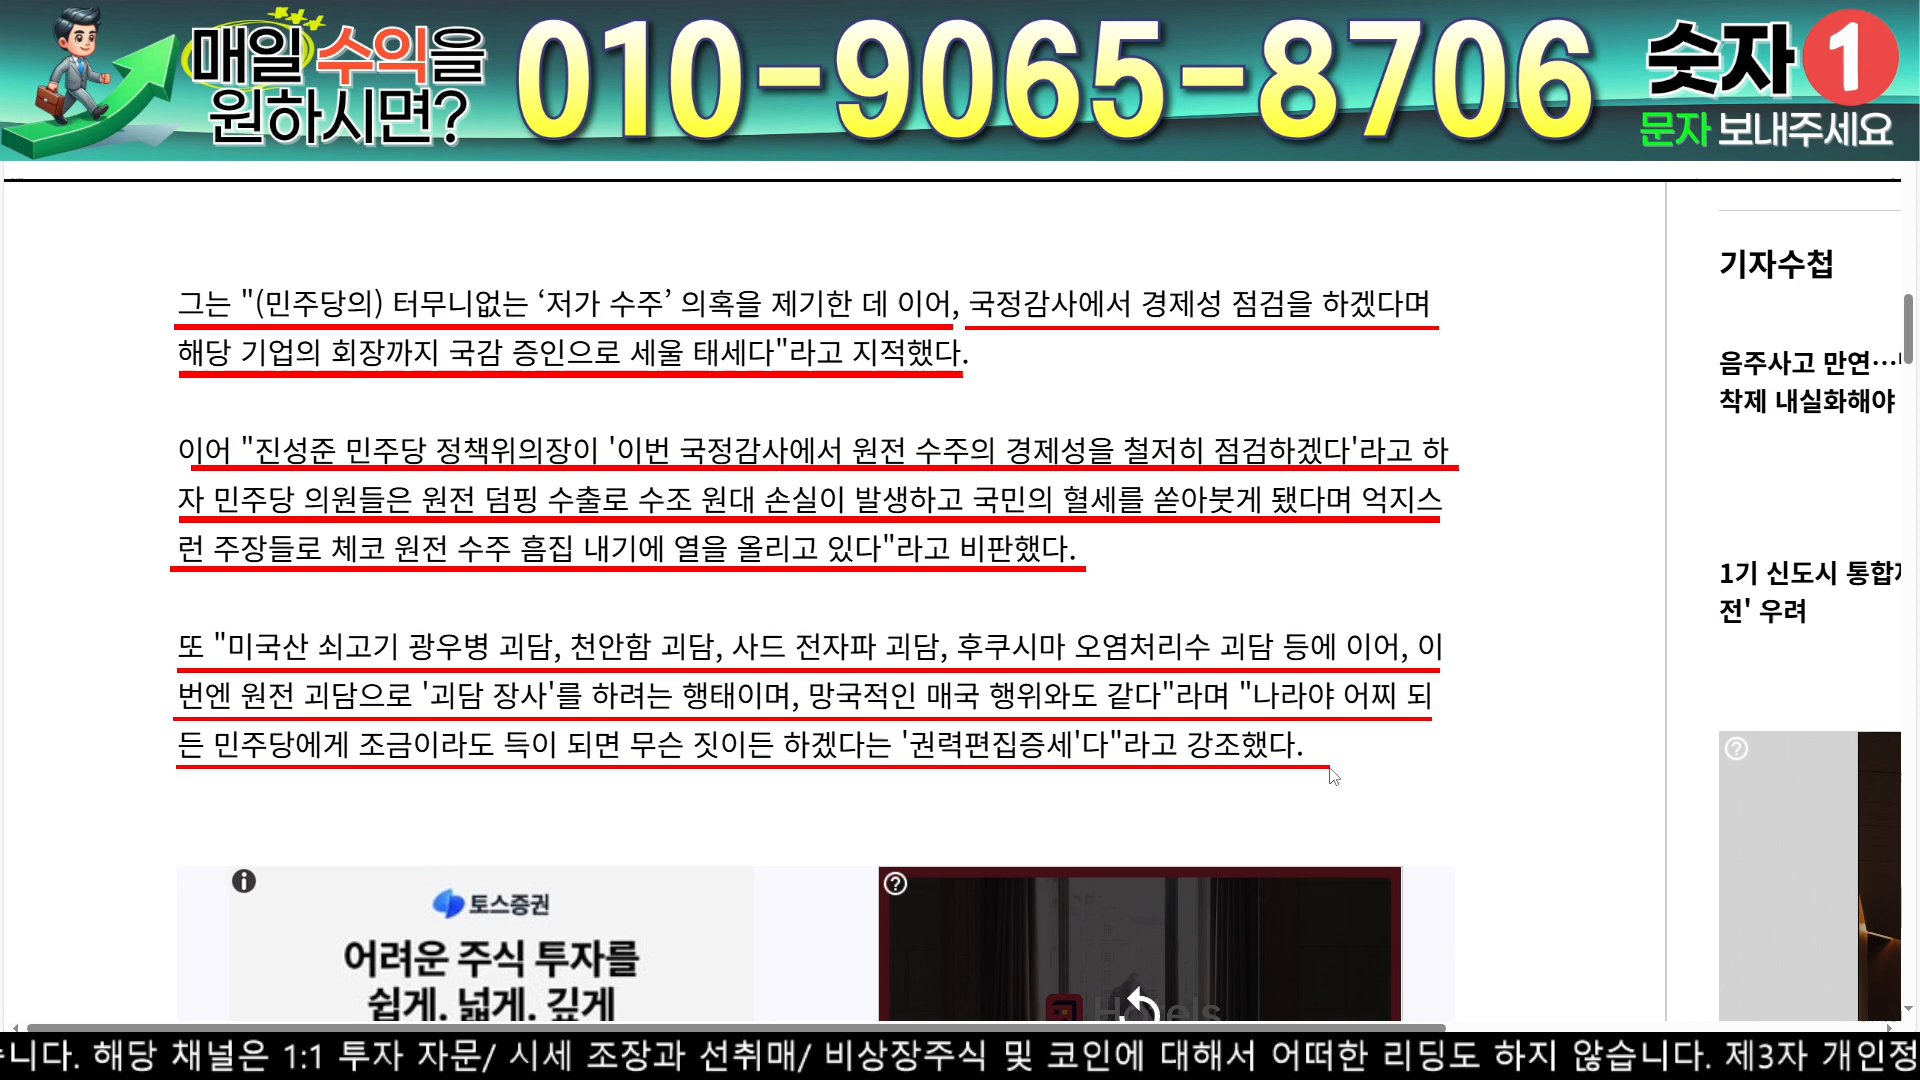 매일 수익을
원하시면?
010-9065-8706
숫자 1
문자 보내주세요
그는 "(민주당의) 터무니없는 ‘저가 수주’ 의혹을 제기한 데 이어, 국정감사에서 경제성 점검을 하겠다며
해당 기업의 회장까지 국감 증인으로 세울 태세다"라고 지적했다.
이어 "진성준 민주당 정책위의장이 '이번 국정감사에서 원전 수주의 경제성을 철저히 점검하겠다'라고 하
자 민주당 의원들은 원전 덤핑 수출로 수조 원대 손실이 발생하고 국민의 혈세를 쏟아붓게 됐다며 억지스
런 주장들로 체코 원전 수주 흠집 내기에 열을 올리고 있다"라고 비판했다.
또 "미국산 쇠고기 광우병 괴담, 천안함 괴담, 사드 전자파 괴담, 후쿠시마 오염처리수 괴담 등에 이어, 이
번엔 원전 괴담으로 '괴담 장사'를 하려는 행태이며, 망국적인 매국 행위와도 같다"라며 "나라야 어찌 되
든 민주당에게 조금이라도 득이 되면 무슨 짓이든 하겠다는 '권력편집증세'다"라고 강조했다.
기자수첩
음주사고 만연…
착제 내실화해야
1기 신도시 통합
전' 우려
토스증권
어려운 주식 투자를
쉽게. 넓게. 깊게
Hotels
니다. 해당 채널은 1:1 투자 자문/ 시세 조장과 선취매/ 비상장주식 및 코인에 대해서 어떠한 리딩도 하지 않습니다. 제3자 개인정